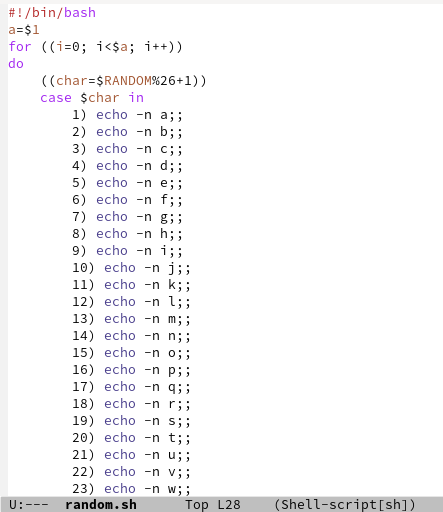 #!/bin/bash
a=$1
for ((i=0; i<$a; i++))
do
    ((char=$RANDOM%26+1))
    case $char in
        1) echo -n a;;
        2) echo -n b;;
        3) echo -n c;;
        4) echo -n d;;
        5) echo -n e;;
        6) echo -n f;;
        7) echo -n g;;
        8) echo -n h;;
        9) echo -n i;;
        10) echo -n j;;
        11) echo -n k;;
        12) echo -n l;;
        13) echo -n m;;
        14) echo -n n;;
        15) echo -n o;;
        16) echo -n p;;
        17) echo -n q;;
        18) echo -n r;;
        19) echo -n s;;
        20) echo -n t;;
        21) echo -n u;;
        22) echo -n v;;
        23) echo -n w;;
U:---  random.sh      Top L28    (Shell-script[sh])